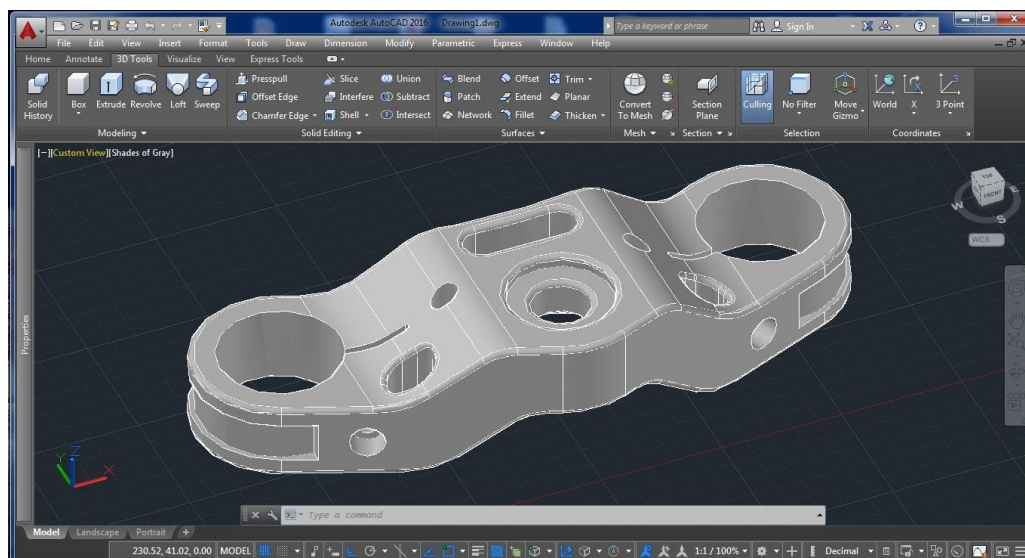 Autodesk AutoCAD 2016 Drawing1.dwg
Type a keyword or phrase
Sign In
File Edit View Insert Format Tools Draw Dimension Modify Parametric Express Window Help
Home Annotate 3D Tools Visualize View Express Tools
Presspull Slice Union Blend Offset Trim
Offset Edge Interfere Subtract Patch Extend Planar
Chamfer Edge Shell Intersect Network Fillet Thicken
Solid History Box Extrude Revolve Loft Sweep
Convert To Mesh Section Plane Culling No Filter Move Gizmo World X 3 Point
Modeling Solid Editing Surfaces Mesh Section Selection Coordinates
[−][Custom View][Shades of Gray]
TOP
FRONT
W S E
WCS
Properties
Y Z X
Type a command
Model Landscape Portrait +
230.52, 41.02, 0.00 MODEL 1:1 / 100% Decimal